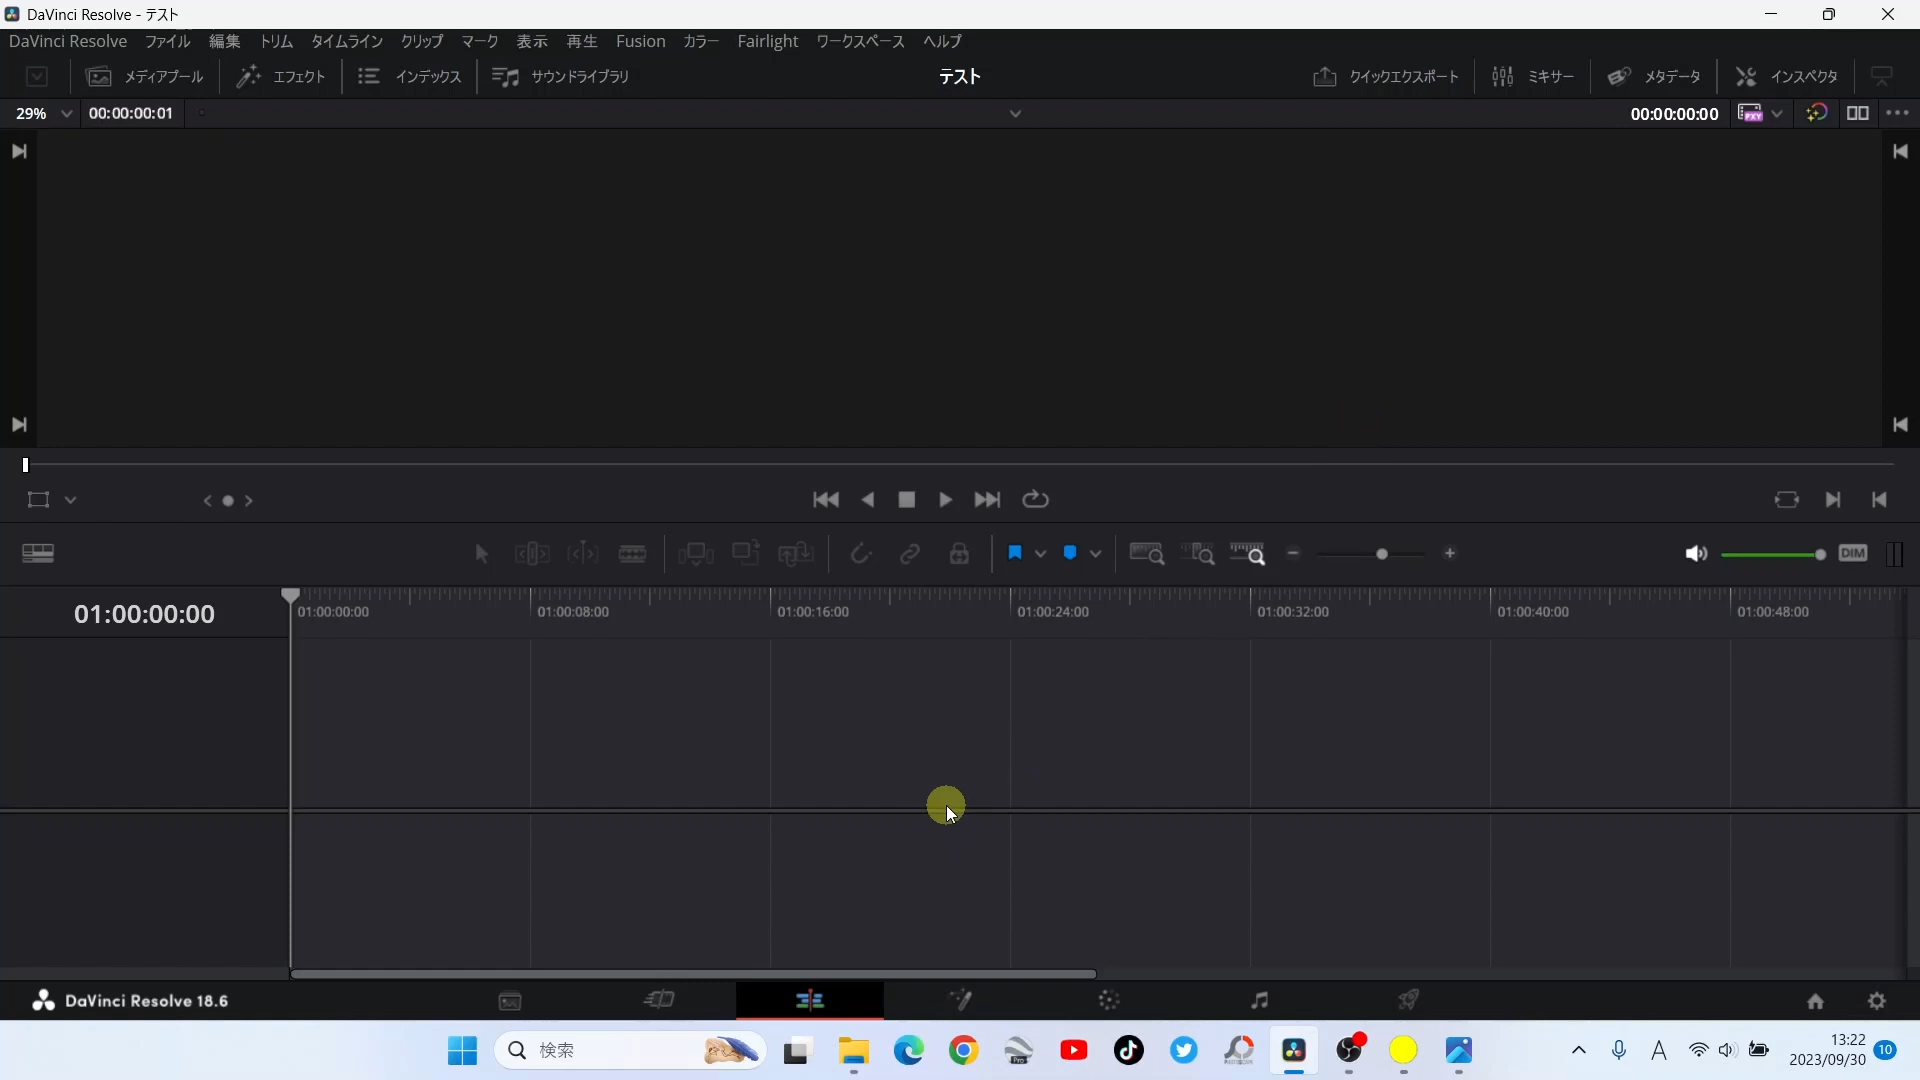 DaVinci Resolve - テスト
DaVinci Resolve ファイル 編集 トリム タイムライン クリップ マーク 表示 再生 Fusion カラー Fairlight ワークスペース ヘルプ
メディアプール エフェクト インデックス サウンドライブラリ テスト クイックエクスポート ミキサー メタデータ インスペクタ
29% 00:00:00:01 00:00:00:00 PXY
DIM
01:00:00:00 01:00:00:00 01:00:08:00 01:00:16:00 01:00:24:00 01:00:32:00 01:00:40:00 01:00:48:00
DaVinci Resolve 18.6
検索 Pro A 13:22 10
2023/09/30